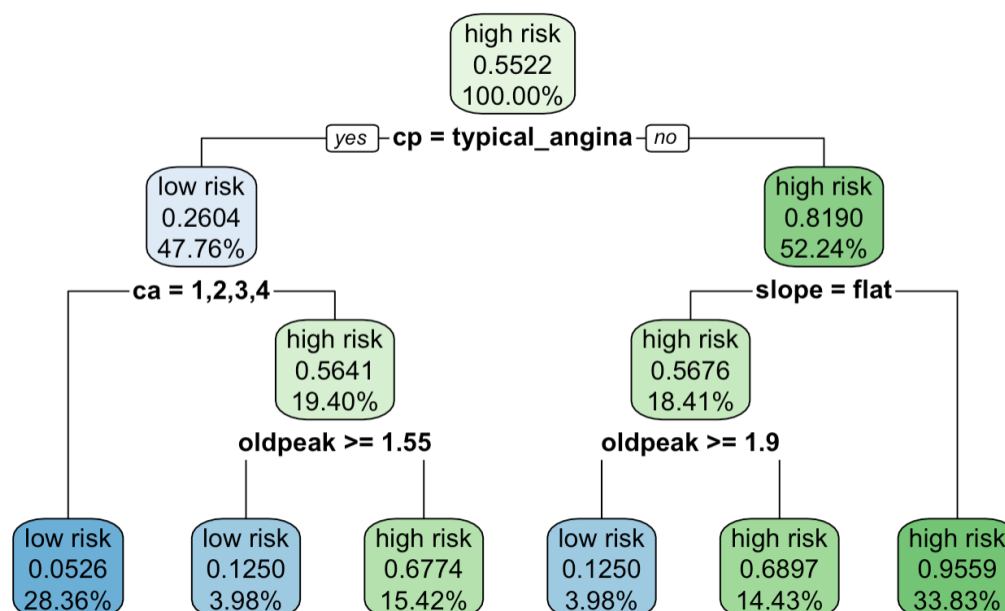 high risk
0.5522
100.00%
yes cp = typical_angina no
low risk
0.2604
47.76%
high risk
0.8190
52.24%
ca = 1,2,3,4
slope = flat
high risk
0.5641
19.40%
high risk
0.5676
18.41%
oldpeak >= 1.55
oldpeak >= 1.9
low risk
0.0526
28.36%
low risk
0.1250
3.98%
high risk
0.6774
15.42%
low risk
0.1250
3.98%
high risk
0.6897
14.43%
high risk
0.9559
33.83%